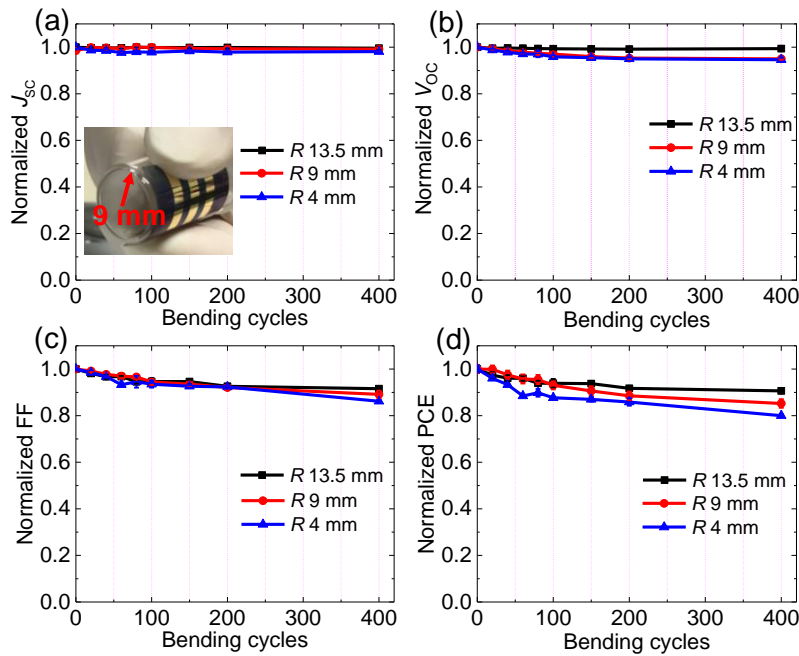 (a)
Normalized JSC
1.0
0.8
0.6
0.4
0.2
0.0
9 mm
R 13.5 mm
R 9 mm
R 4 mm
0 100 200 300 400
Bending cycles
(b)
Normalized VOC
1.0
0.8
0.6
0.4
0.2
0.0
R 13.5 mm
R 9 mm
R 4 mm
0 100 200 300 400
Bending cycles
(c)
Normalized FF
1.0
0.8
0.6
0.4
0.2
0.0
R 13.5 mm
R 9 mm
R 4 mm
0 100 200 300 400
Bending cycles
(d)
Normalized PCE
1.0
0.8
0.6
0.4
0.2
0.0
R 13.5 mm
R 9 mm
R 4 mm
0 100 200 300 400
Bending cycles